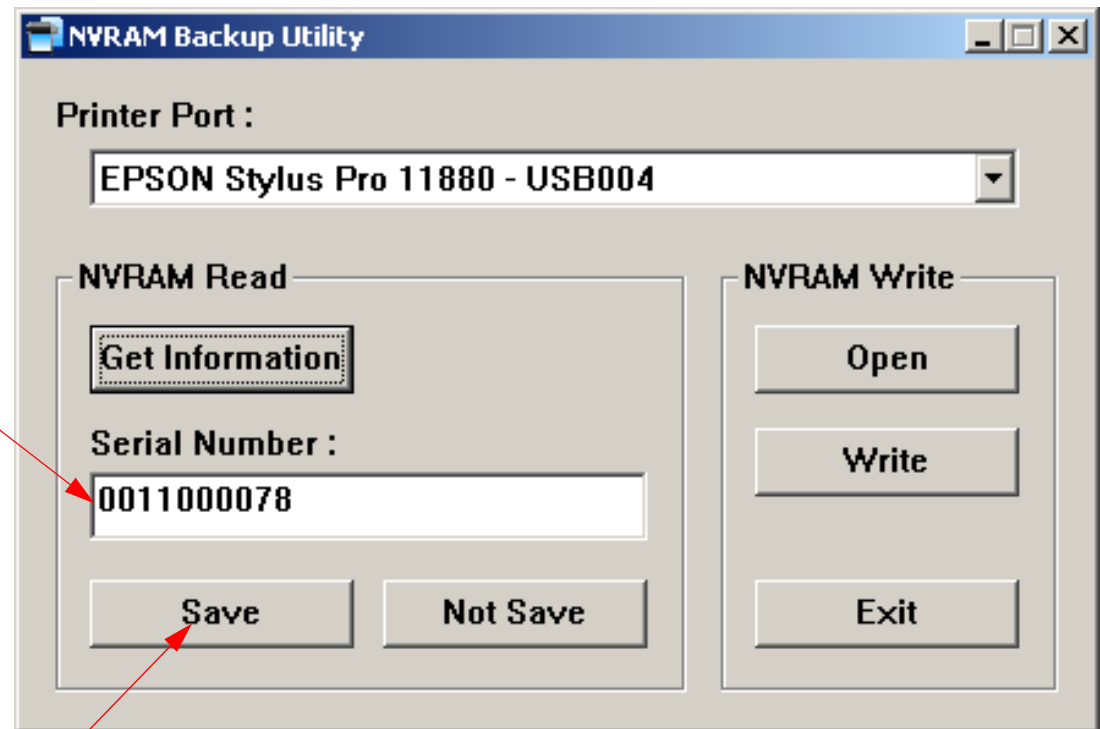 NVRAM Backup Utility
Printer Port :
EPSON Stylus Pro 11880 - USB004
NVRAM Read
NVRAM Write
Get Information
Open
Serial Number :
Write
0011000078
Save
Not Save
Exit